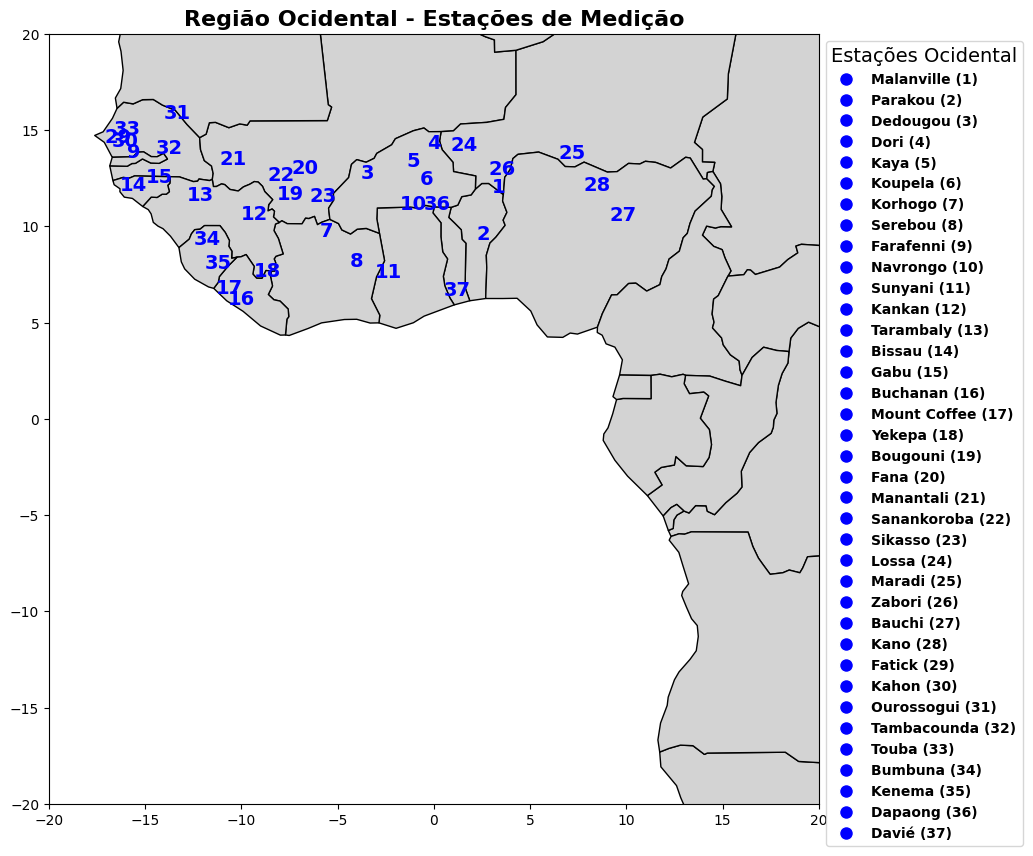 Região Ocidental - Estações de Medição
20
15
10
5
0
−5
−10
−15
−20
−20
−15
−10
−5
0
5
10
15
20
31
33
29
30
9
32
14
15
13
21
22
20
19
23
12
34
35
17
16
18
7
8
3
5
4
6
24
10
36
11
37
26
1
2
25
28
27
Estações Ocidental
Malanville (1)
Parakou (2)
Dedougou (3)
Dori (4)
Kaya (5)
Koupela (6)
Korhogo (7)
Serebou (8)
Farafenni (9)
Navrongo (10)
Sunyani (11)
Kankan (12)
Tarambaly (13)
Bissau (14)
Gabu (15)
Buchanan (16)
Mount Coffee (17)
Yekepa (18)
Bougouni (19)
Fana (20)
Manantali (21)
Sanankoroba (22)
Sikasso (23)
Lossa (24)
Maradi (25)
Zabori (26)
Bauchi (27)
Kano (28)
Fatick (29)
Kahon (30)
Ourossogui (31)
Tambacounda (32)
Touba (33)
Bumbuna (34)
Kenema (35)
Dapaong (36)
Davié (37)